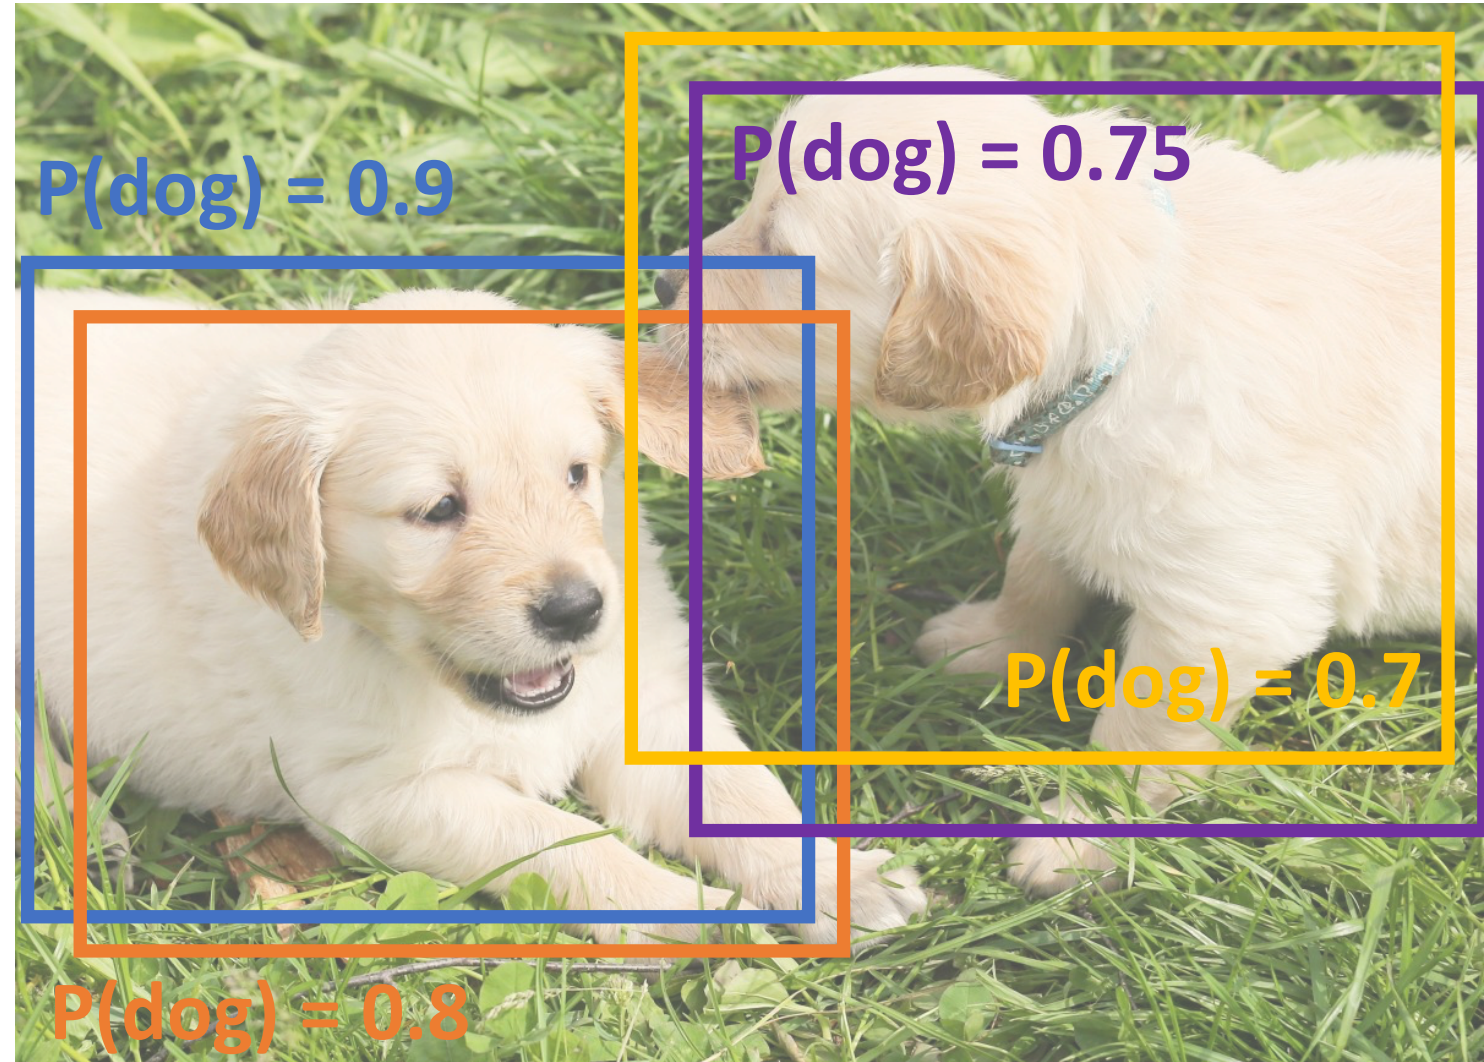 P(dog) = 0.75
P(dog) = 0.9
P(dog) = 0.7
P(dog) = 0.8